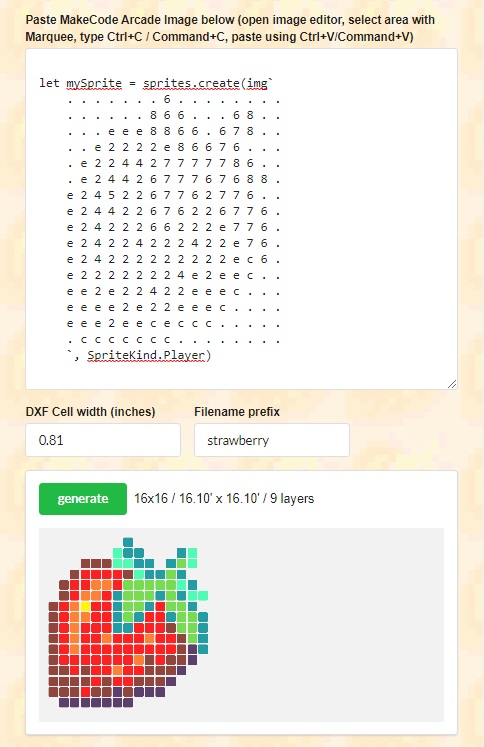 Paste MakeCode Arcade Image below (open image editor, select area with
Marquee, type Ctrl+C / Command+C, paste using Ctrl+V/Command+V)
let mySprite = sprites.create(img`
. . . . . . . 6 . . . . . . . .
. . . . . . 8 6 6 . . . 6 8 . .
. . . e e e 8 8 6 6 . 6 7 8 . .
. . e 2 2 2 2 e 8 6 6 7 6 . . .
. e 2 2 4 4 2 7 7 7 7 7 8 6 . .
. e 2 4 4 2 6 7 7 7 6 7 6 8 8 .
e 2 4 5 2 2 6 7 7 6 2 7 7 6 . .
e 2 4 4 2 2 6 7 6 2 2 6 7 7 6 .
e 2 4 2 2 2 6 6 2 2 2 e 7 7 6 .
e 2 4 2 2 4 2 2 2 4 2 2 e 7 6 .
e 2 4 2 2 2 2 2 2 2 2 2 e c 6 .
e 2 2 2 2 2 2 2 4 e 2 e e c . .
e e 2 e 2 2 4 2 2 e e e c . . .
e e e e 2 e 2 2 e e e c . . . .
e e e 2 e e c e c c c . . . . .
. c c c c c c c . . . . . . . .
`, SpriteKind.Player)
DXF Cell width (inches) Filename prefix
0.81 strawberry
generate 16x16 / 16.10' x 16.10' / 9 layers